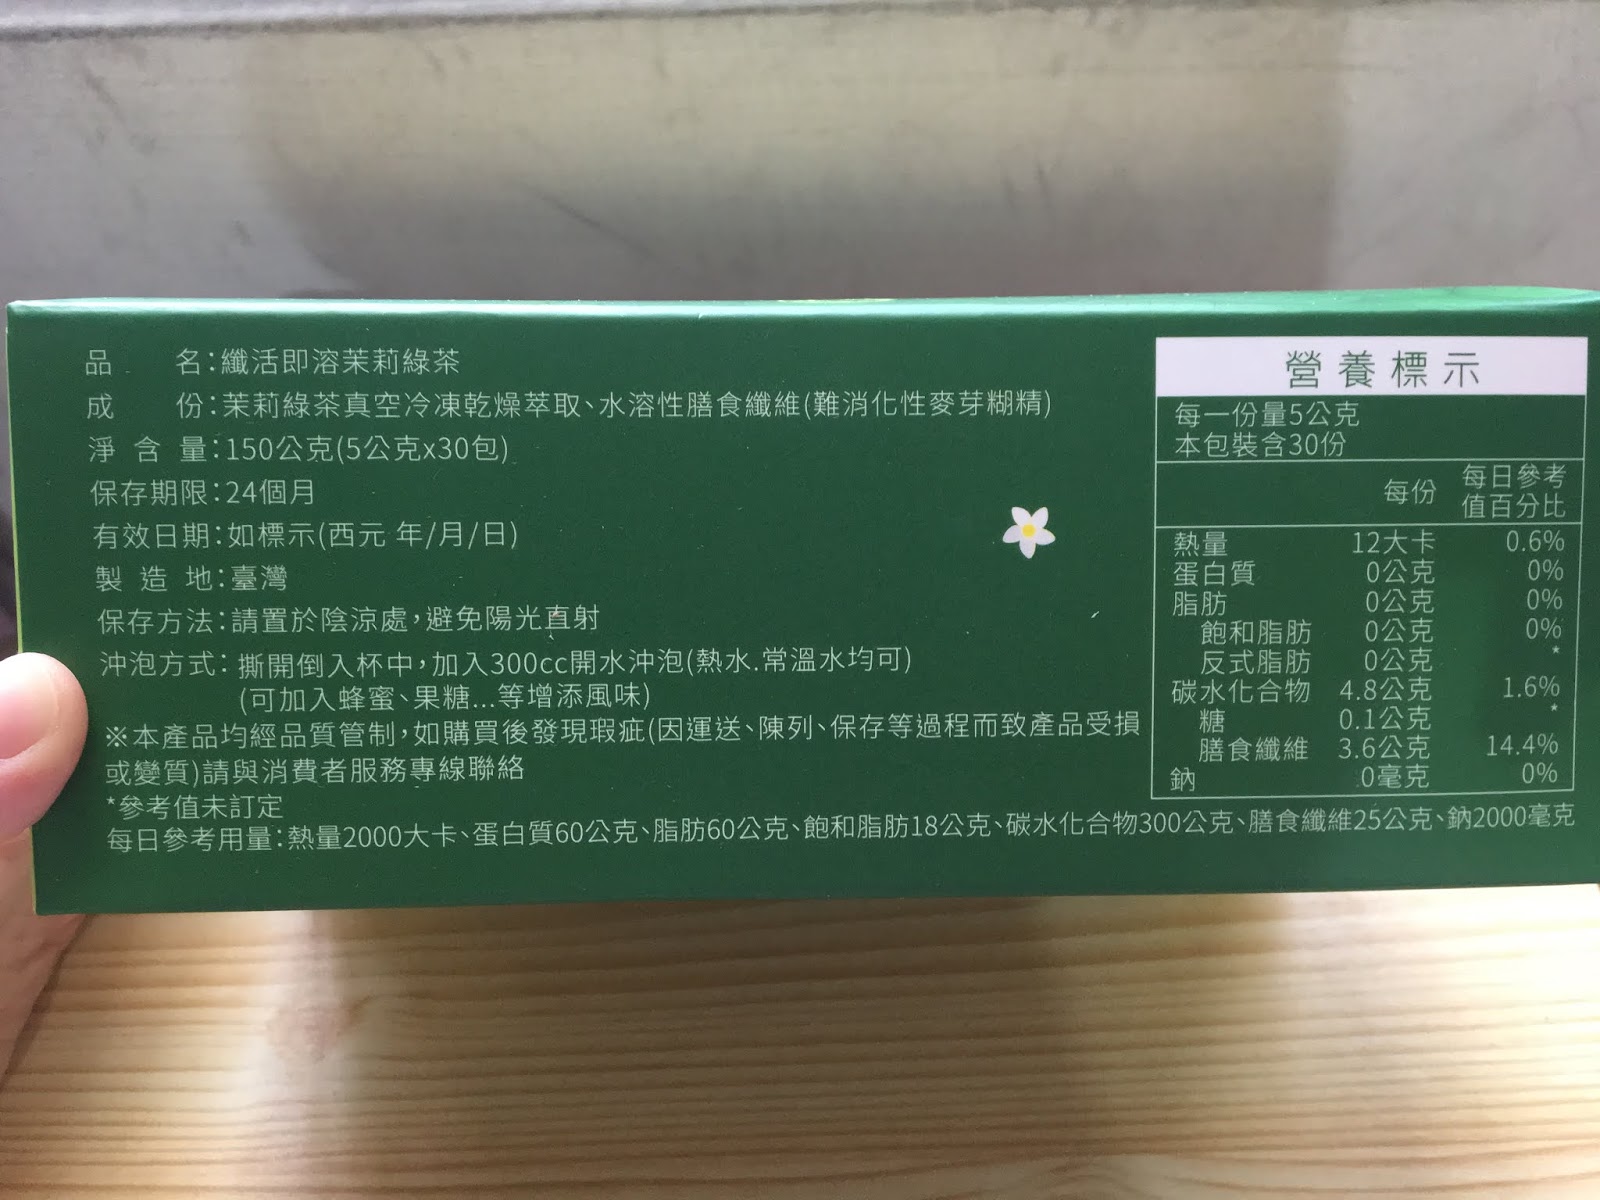 品 名:纖活即溶茉莉綠茶
成 份:茉莉綠茶真空冷凍乾燥萃取、水溶性膳食纖維(難消化性麥芽糊精)
淨 含 量:150公克(5公克x30包)
保存期限:24個月
有效日期:如標示(西元 年/月/日)
製 造 地:臺灣
保存方法:請置於陰涼處,避免陽光直射
沖泡方式:撕開倒入杯中,加入300cc開水沖泡(熱水.常溫水均可)
(可加入蜂蜜、果糖...等增添風味)
※本產品均經品質管制,如購買後發現瑕疵(因運送、陳列、保存等過程而致產品受損
或變質)請與消費者服務專線聯絡
*參考值未訂定
每日參考用量:熱量2000大卡、蛋白質60公克、脂肪60公克、飽和脂肪18公克、碳水化合物300公克、膳食纖維25公克、鈉2000毫克
營養標示
每一份量5公克
本包裝含30份
每份 每日參考值百分比
熱量 12大卡 0.6%
蛋白質 0公克 0%
脂肪 0公克 0%
飽和脂肪 0公克 0%
反式脂肪 0公克 *
碳水化合物 4.8公克 1.6%
糖 0.1公克 *
膳食纖維 3.6公克 14.4%
鈉 0毫克 0%